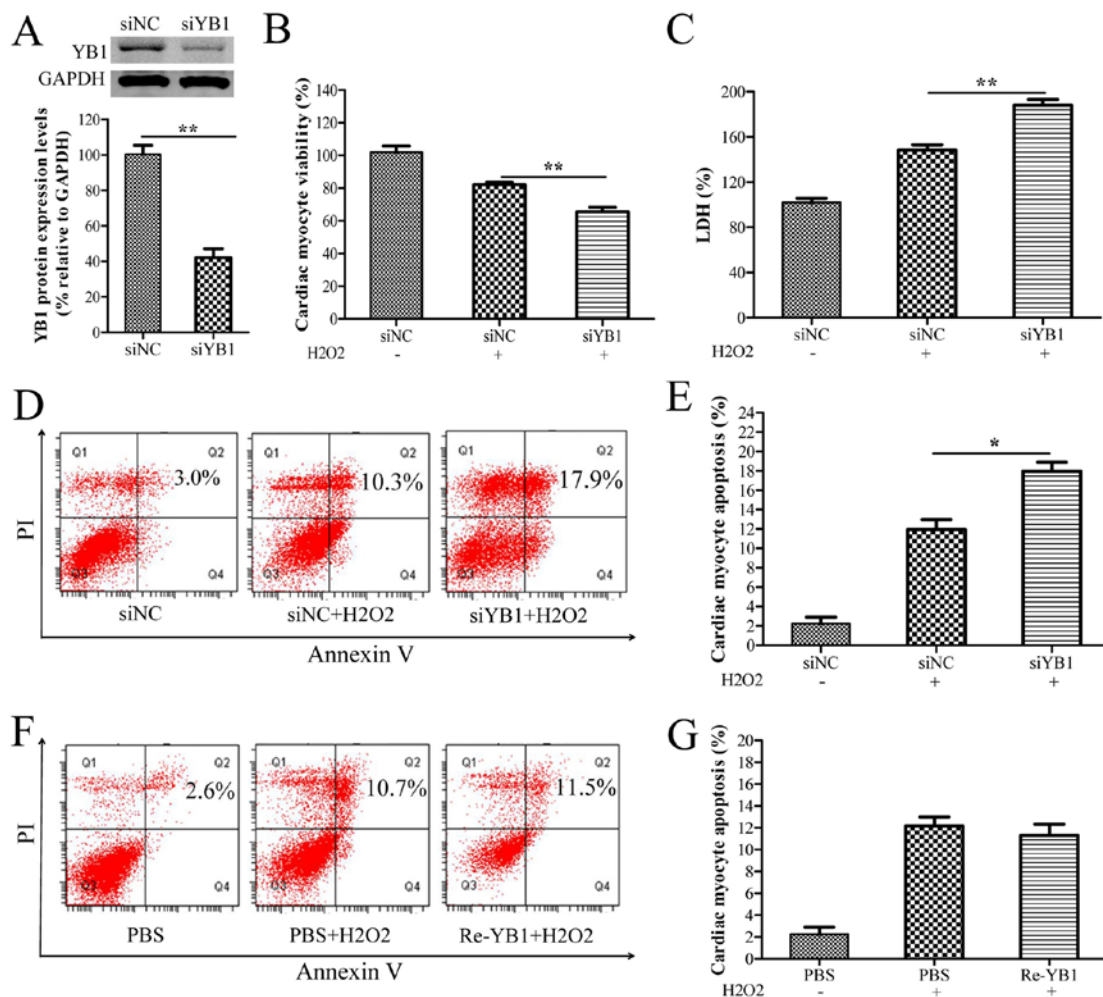 A
siNC siYB1
YB1
GAPDH
YB1 protein expression levels
(% relative to GAPDH)
120
100
80
60
40
20
0
**
siNC siYB1
B
Cardiac myocyte viability (%)
140
120
100
80
60
40
20
0
**
siNC siNC siYB1
H2O2 - + +
C
LDH (%)
200
160
120
80
40
0
**
siNC siNC siYB1
H2O2 - + +
D
PI
Q1 Q2
3.0%
Q3 Q4
siNC
Q1 Q2
10.3%
Q3 Q4
siNC+H2O2
Q1 Q2
17.9%
Q3 Q4
siYB1+H2O2
Annexin V
E
Cardiac myocyte apoptosis (%)
24
22
20
18
16
14
12
10
8
6
4
2
0
*
siNC siNC siYB1
H2O2 - + +
F
PI
Q1 Q2
2.6%
Q3 Q4
PBS
Q1 Q2
10.7%
Q3 Q4
PBS+H2O2
Q1 Q2
11.5%
Q3 Q4
Re-YB1+H2O2
Annexin V
G
Cardiac myocyte apoptosis (%)
20
18
16
14
12
10
8
6
4
2
0
PBS PBS Re-YB1
H2O2 - + +